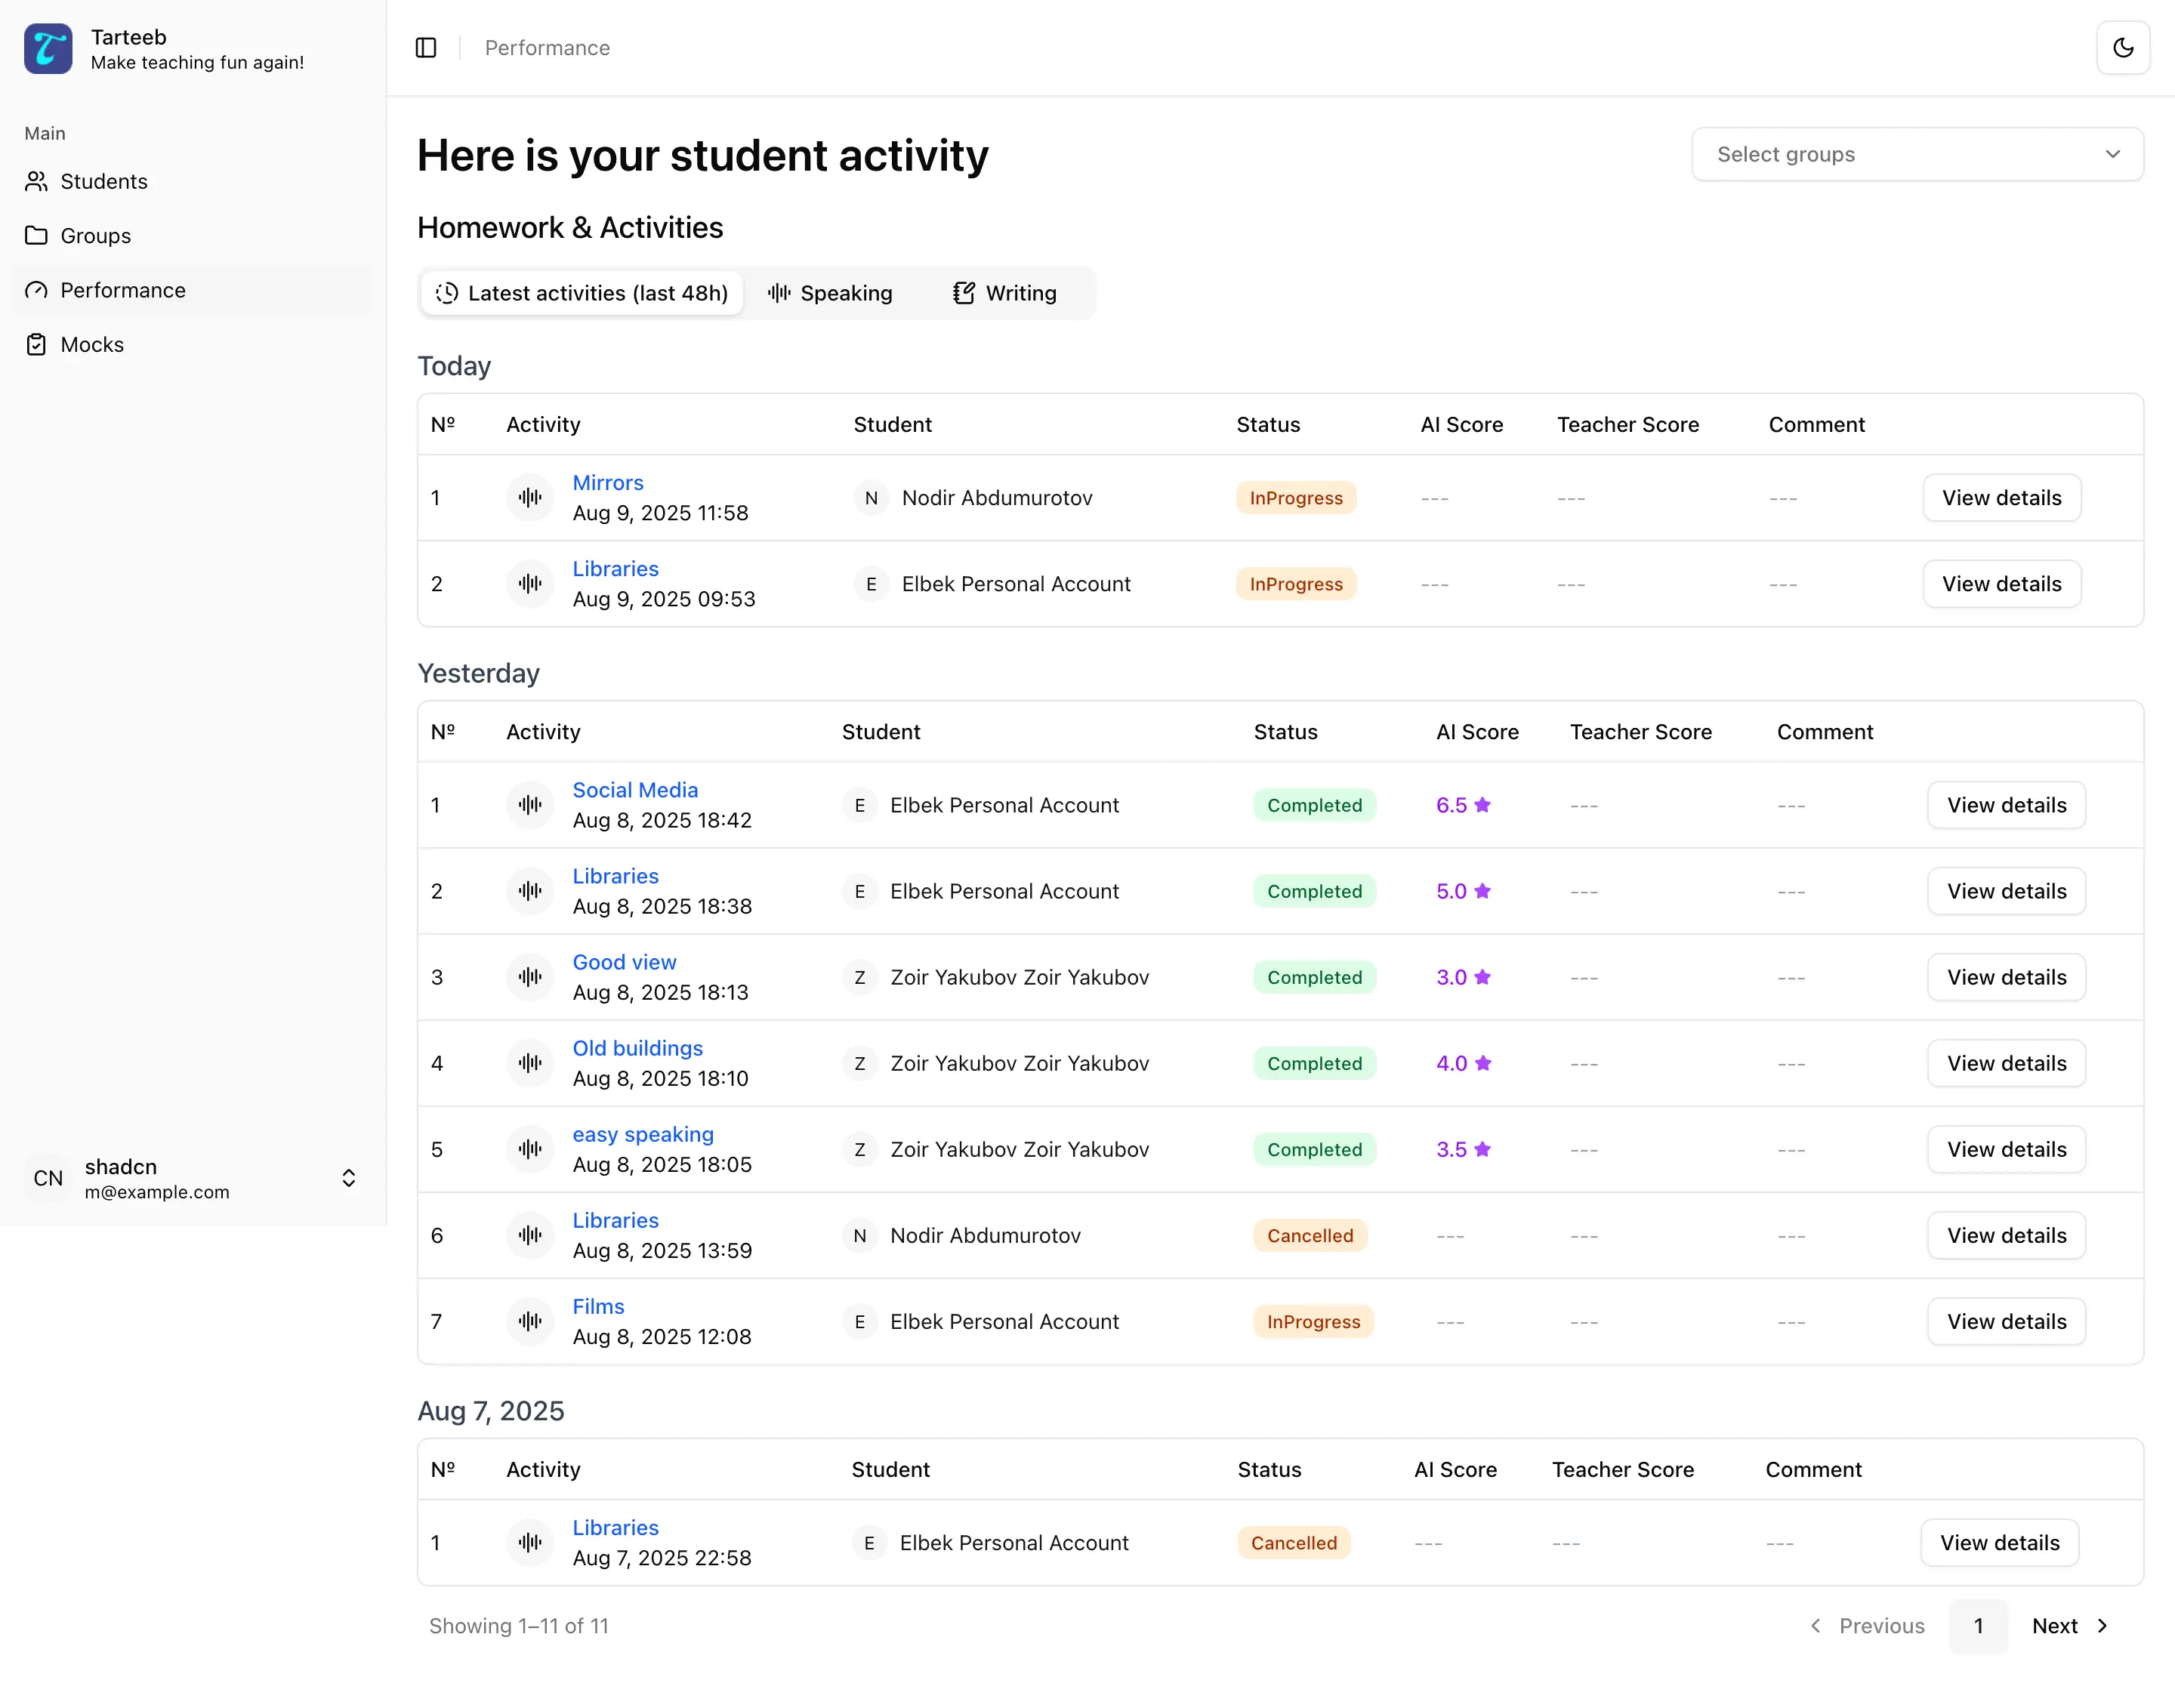 Tarteeb
Make teaching fun again!
Main
Students
Groups
Performance
Mocks
CN
shadcn
m@example.com
Performance
Here is your student activity
Select groups
Homework & Activities
Latest activities (last 48h) Speaking Writing
Today
Nº Activity Student Status AI Score Teacher Score Comment
1 Mirrors
Aug 9, 2025 11:58 N Nodir Abdumurotov InProgress --- --- --- View details
2 Libraries
Aug 9, 2025 09:53 E Elbek Personal Account InProgress --- --- --- View details
Yesterday
Nº Activity Student Status AI Score Teacher Score Comment
1 Social Media
Aug 8, 2025 18:42 E Elbek Personal Account Completed 6.5 --- --- View details
2 Libraries
Aug 8, 2025 18:38 E Elbek Personal Account Completed 5.0 --- --- View details
3 Good view
Aug 8, 2025 18:13 Z Zoir Yakubov Zoir Yakubov Completed 3.0 --- --- View details
4 Old buildings
Aug 8, 2025 18:10 Z Zoir Yakubov Zoir Yakubov Completed 4.0 --- --- View details
5 easy speaking
Aug 8, 2025 18:05 Z Zoir Yakubov Zoir Yakubov Completed 3.5 --- --- View details
6 Libraries
Aug 8, 2025 13:59 N Nodir Abdumurotov Cancelled --- --- --- View details
7 Films
Aug 8, 2025 12:08 E Elbek Personal Account InProgress --- --- --- View details
Aug 7, 2025
Nº Activity Student Status AI Score Teacher Score Comment
1 Libraries
Aug 7, 2025 22:58 E Elbek Personal Account Cancelled --- --- --- View details
Showing 1–11 of 11
Previous 1 Next